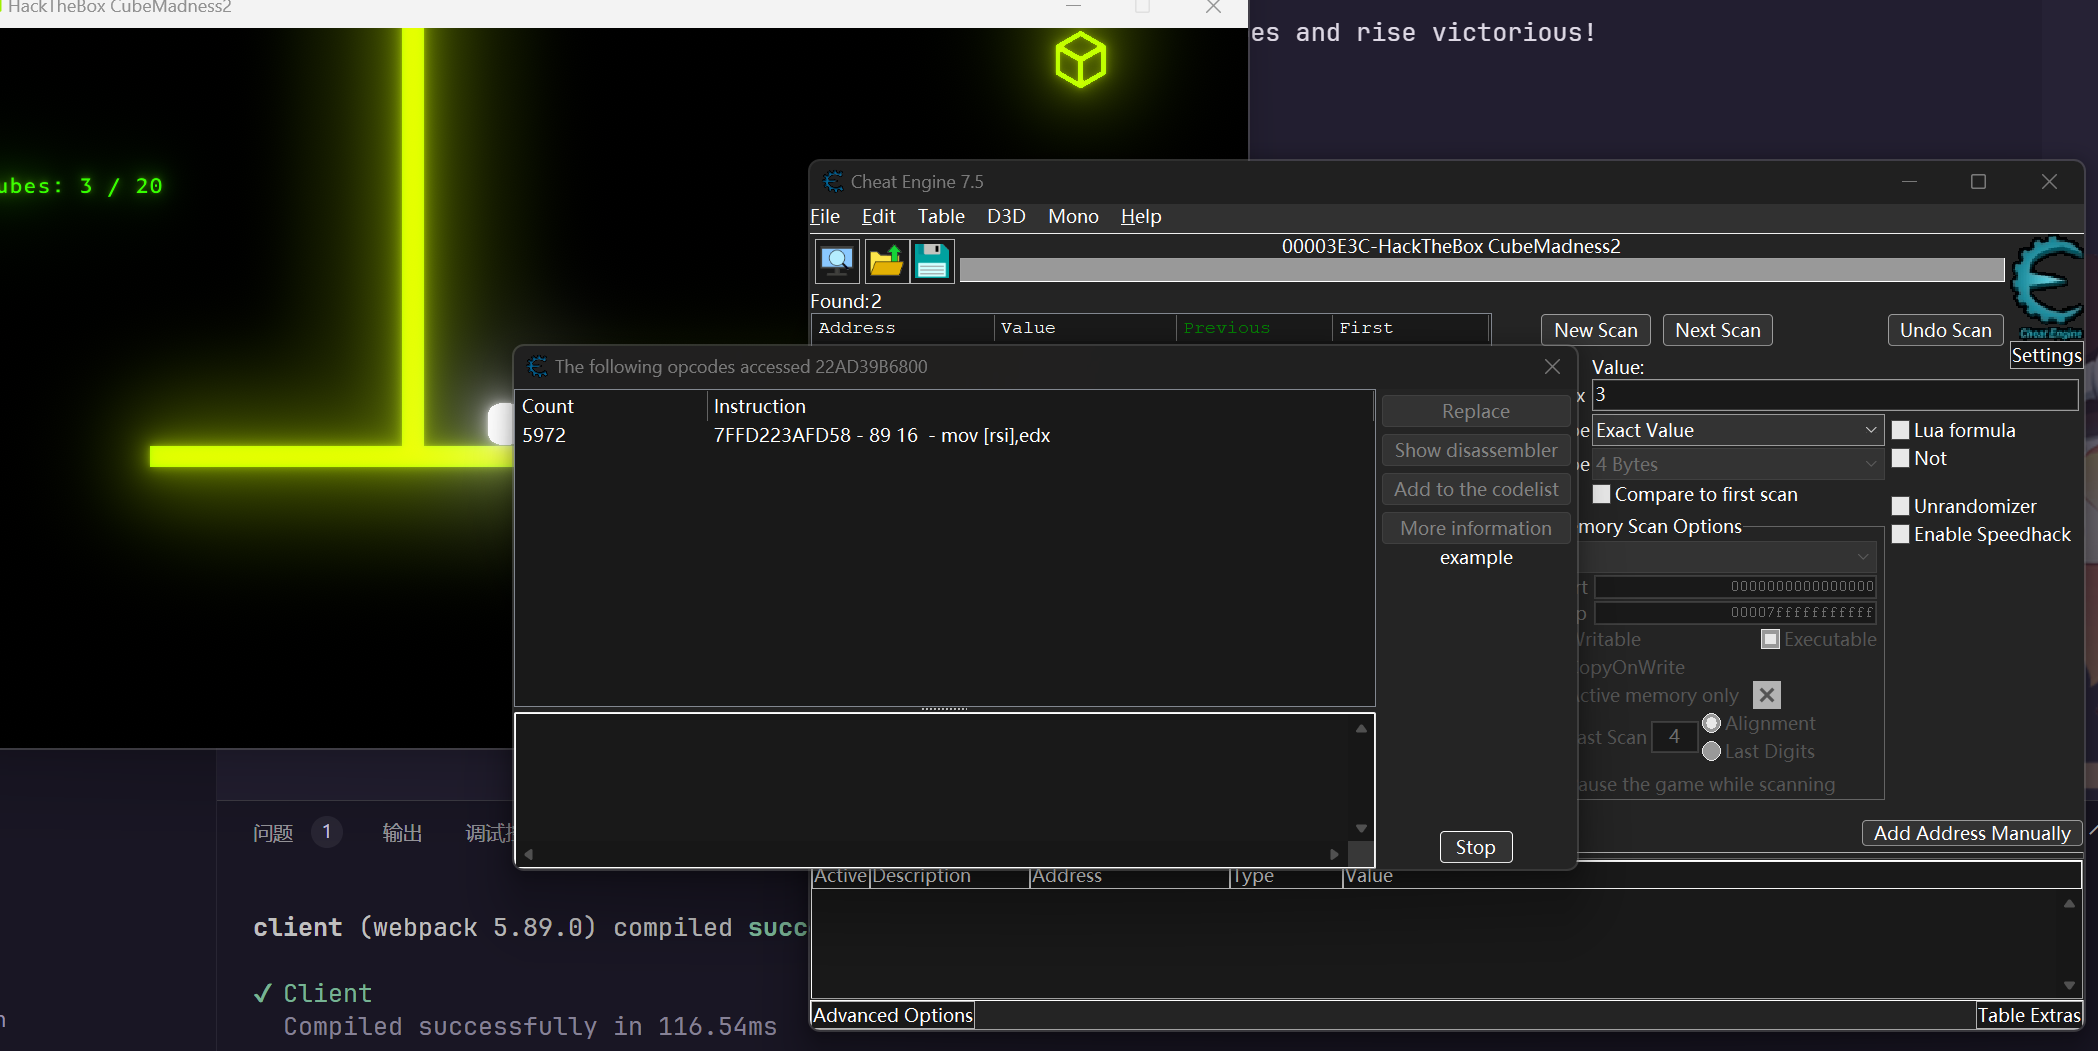 HackTheBox CubeMadness2
es and rise victorious!
ubes: 3 / 20
Cheat Engine 7.5
File Edit Table D3D Mono Help
00003E3C-HackTheBox CubeMadness2
Found:2
Address Value Previous First
New Scan Next Scan Undo Scan
Cheat Engine
Settings
The following opcodes accessed 22AD39B6800
Value:
x 3
Count Instruction
5972 7FFD223AFD58 - 89 16 - mov [rsi],edx
Replace
Show disassembler
Add to the codelist
More information
example
Stop
pe Exact Value
Lua formula
Not
pe 4 Bytes
Compare to first scan
Unrandomizer
Enable Speedhack
mory Scan Options
rt 0000000000000000
p 00007fffffffffff
Writable Executable
opyOnWrite
ctive memory only
ast Scan 4 Alignment
Last Digits
ause the game while scanning
Add Address Manually
Active Description Address Type Value
Advanced Options Table Extras
问题 1 输出 调试
client (webpack 5.89.0) compiled succ
✓ Client
Compiled successfully in 116.54ms
n